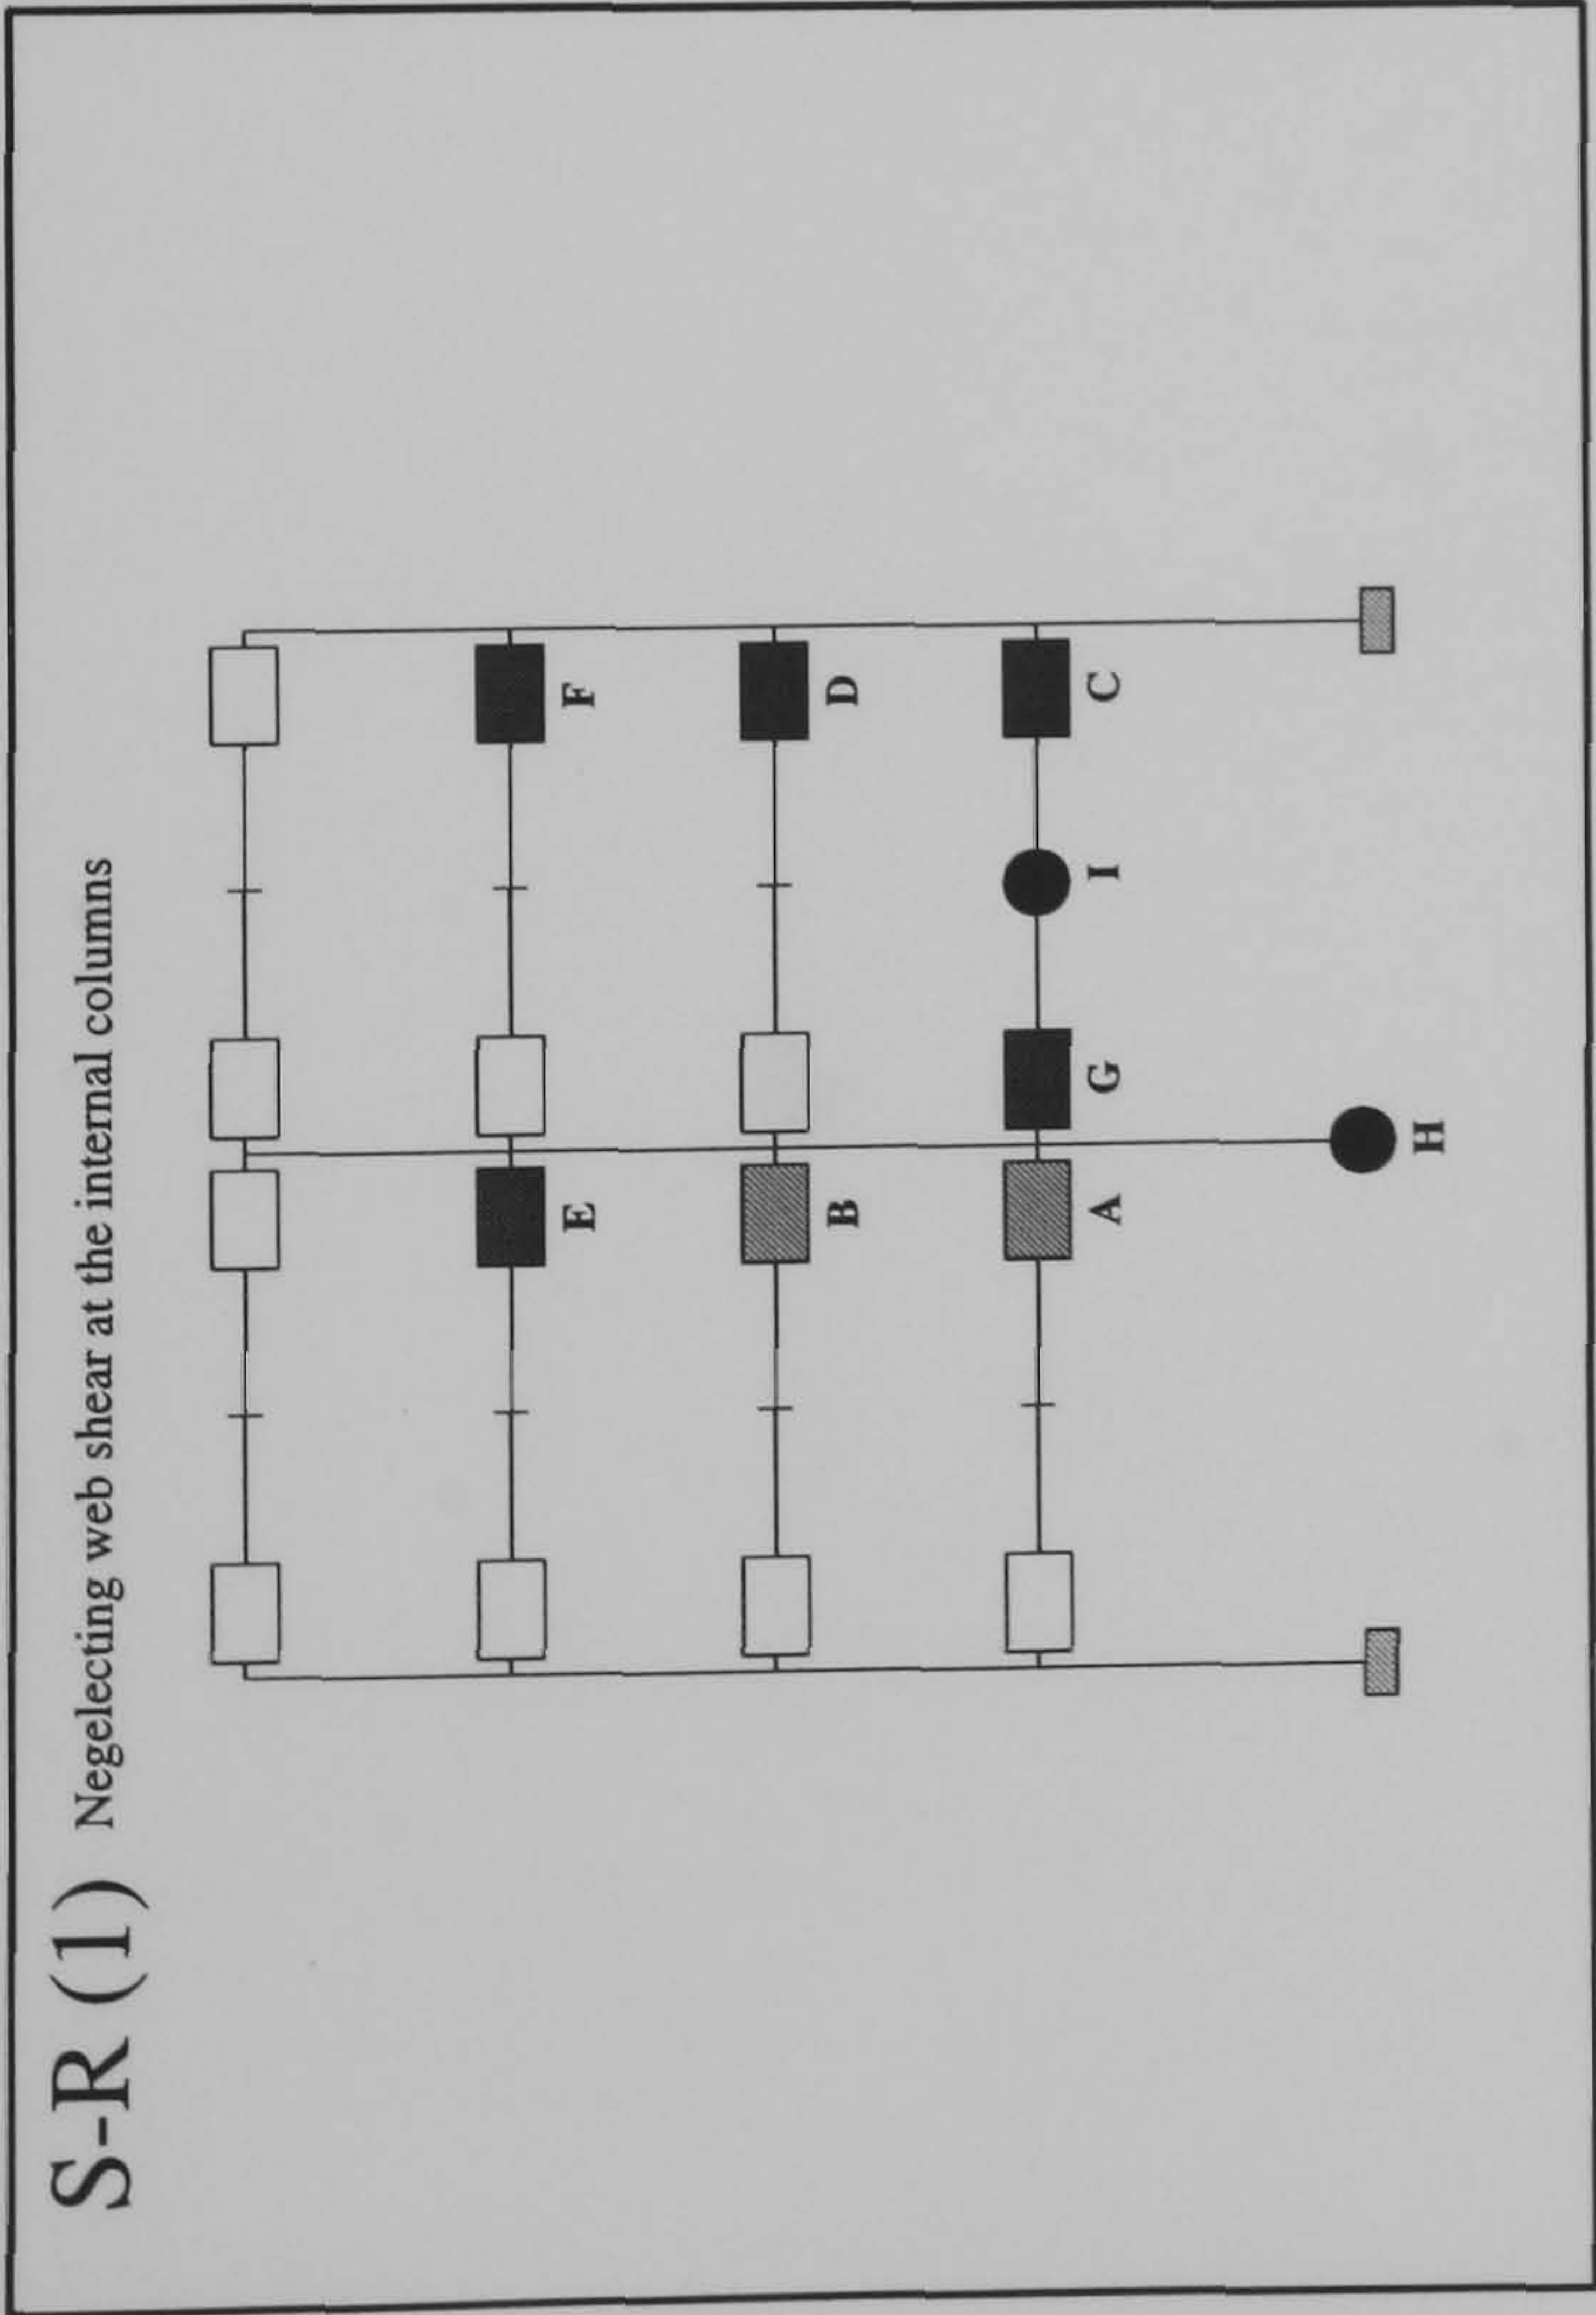 S-R (1) Negelecting web shear at the internal columns
E F
B D
A G I C
H